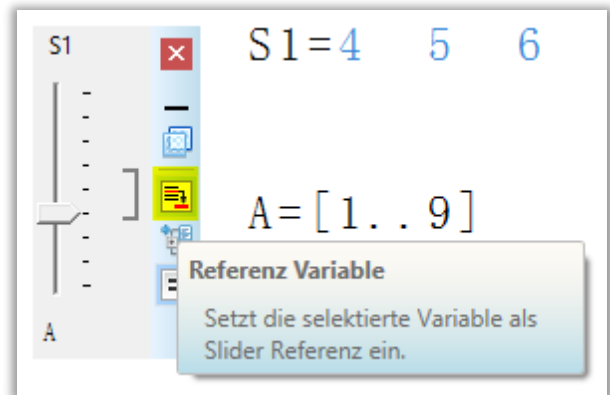 S1
S1=4 5 6
A=[1..9]
Referenz Variable
Setzt die selektierte Variable als
Slider Referenz ein.
A